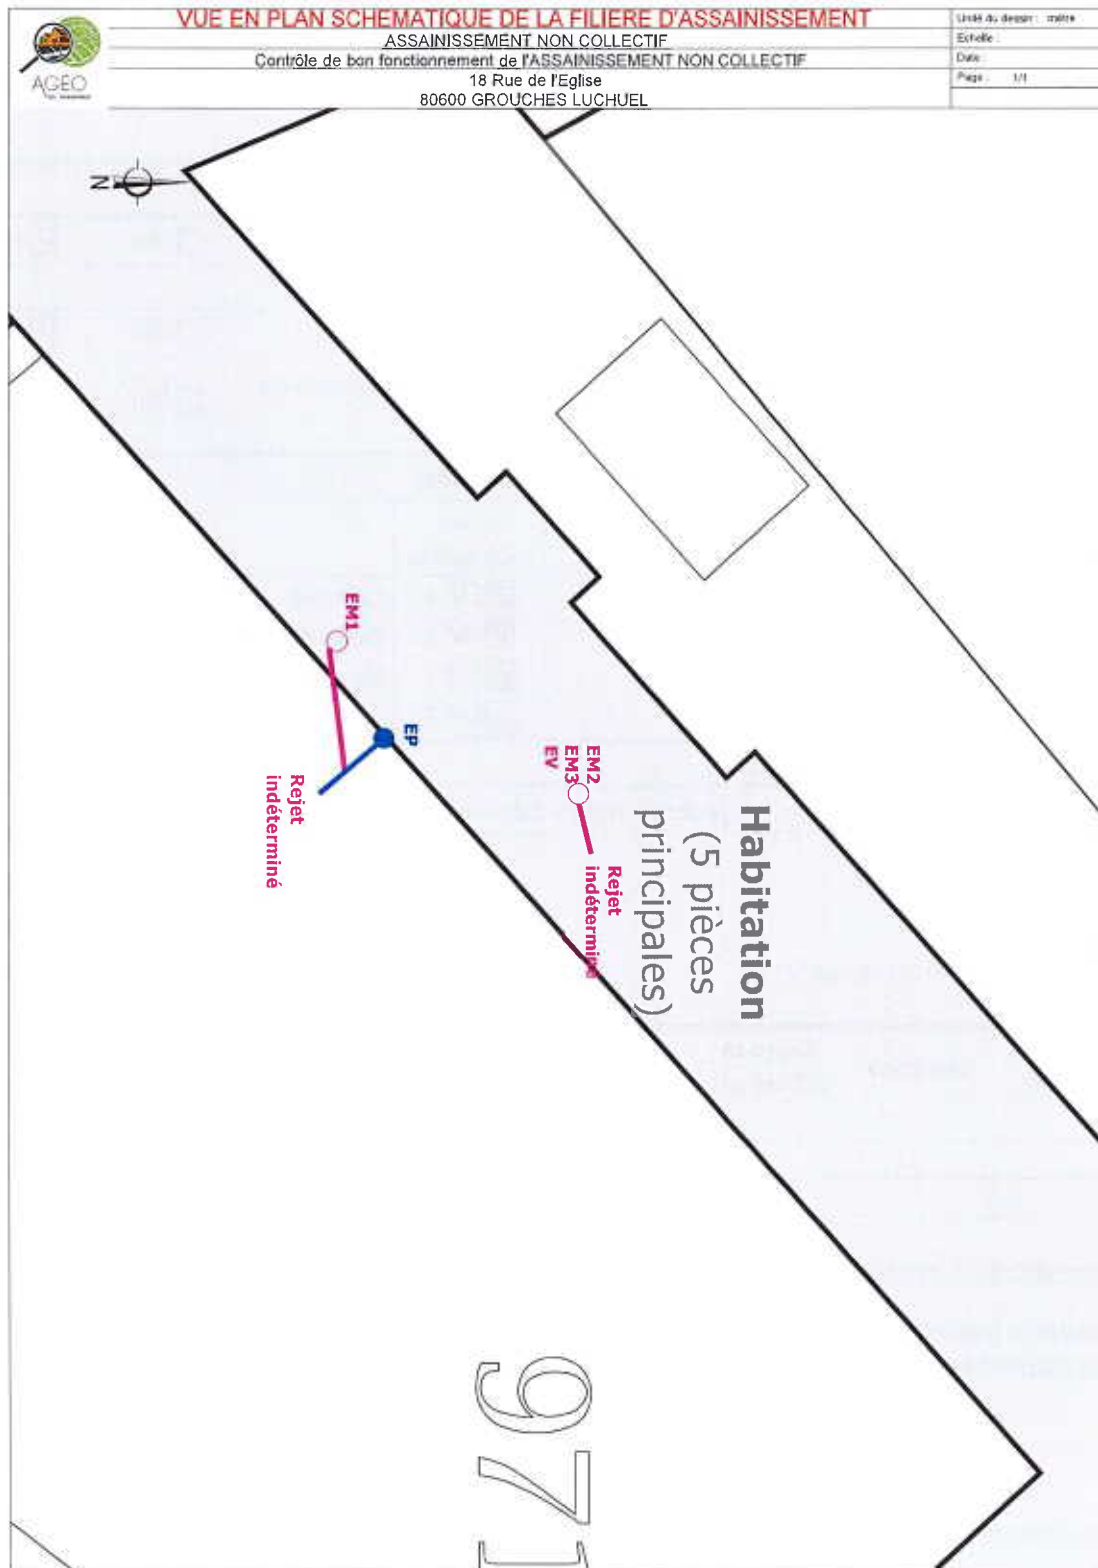 VUE EN PLAN SCHEMATIQUE DE LA FILIERE D'ASSAINISSEMENT
ASSAINISSEMENT NON COLLECTIF
Contrôle de bon fonctionnement de l'ASSAINISSEMENT NON COLLECTIF
18 Rue de l'Eglise
80600 GROUCHES LUCHUEL
Unité du dessin : mètre
Echelle :
Date :
Page : 1/1
AGEO
N
EM1
EP
Rejet
indéterminé
EM2
EM3
EV
Rejet
indéterminé
Habitation
(5 pièces
principales)
971